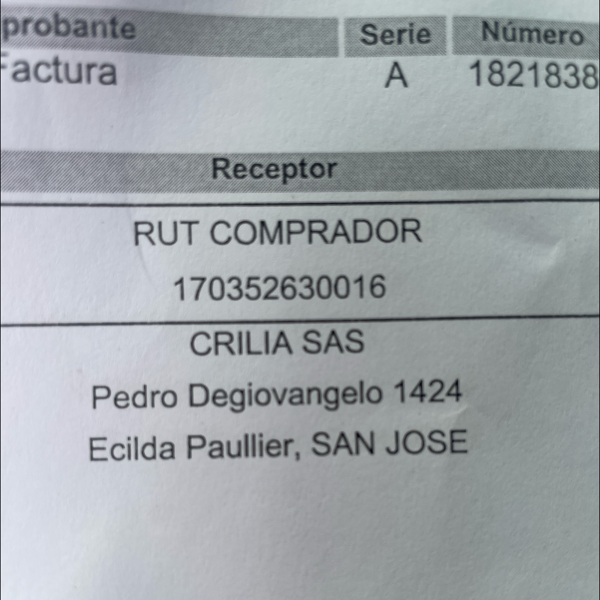 probante Serie Número
Factura A 1821838
Receptor
RUT COMPRADOR
170352630016
CRILIA SAS
Pedro Degiovangelo 1424
Ecilda Paullier, SAN JOSE